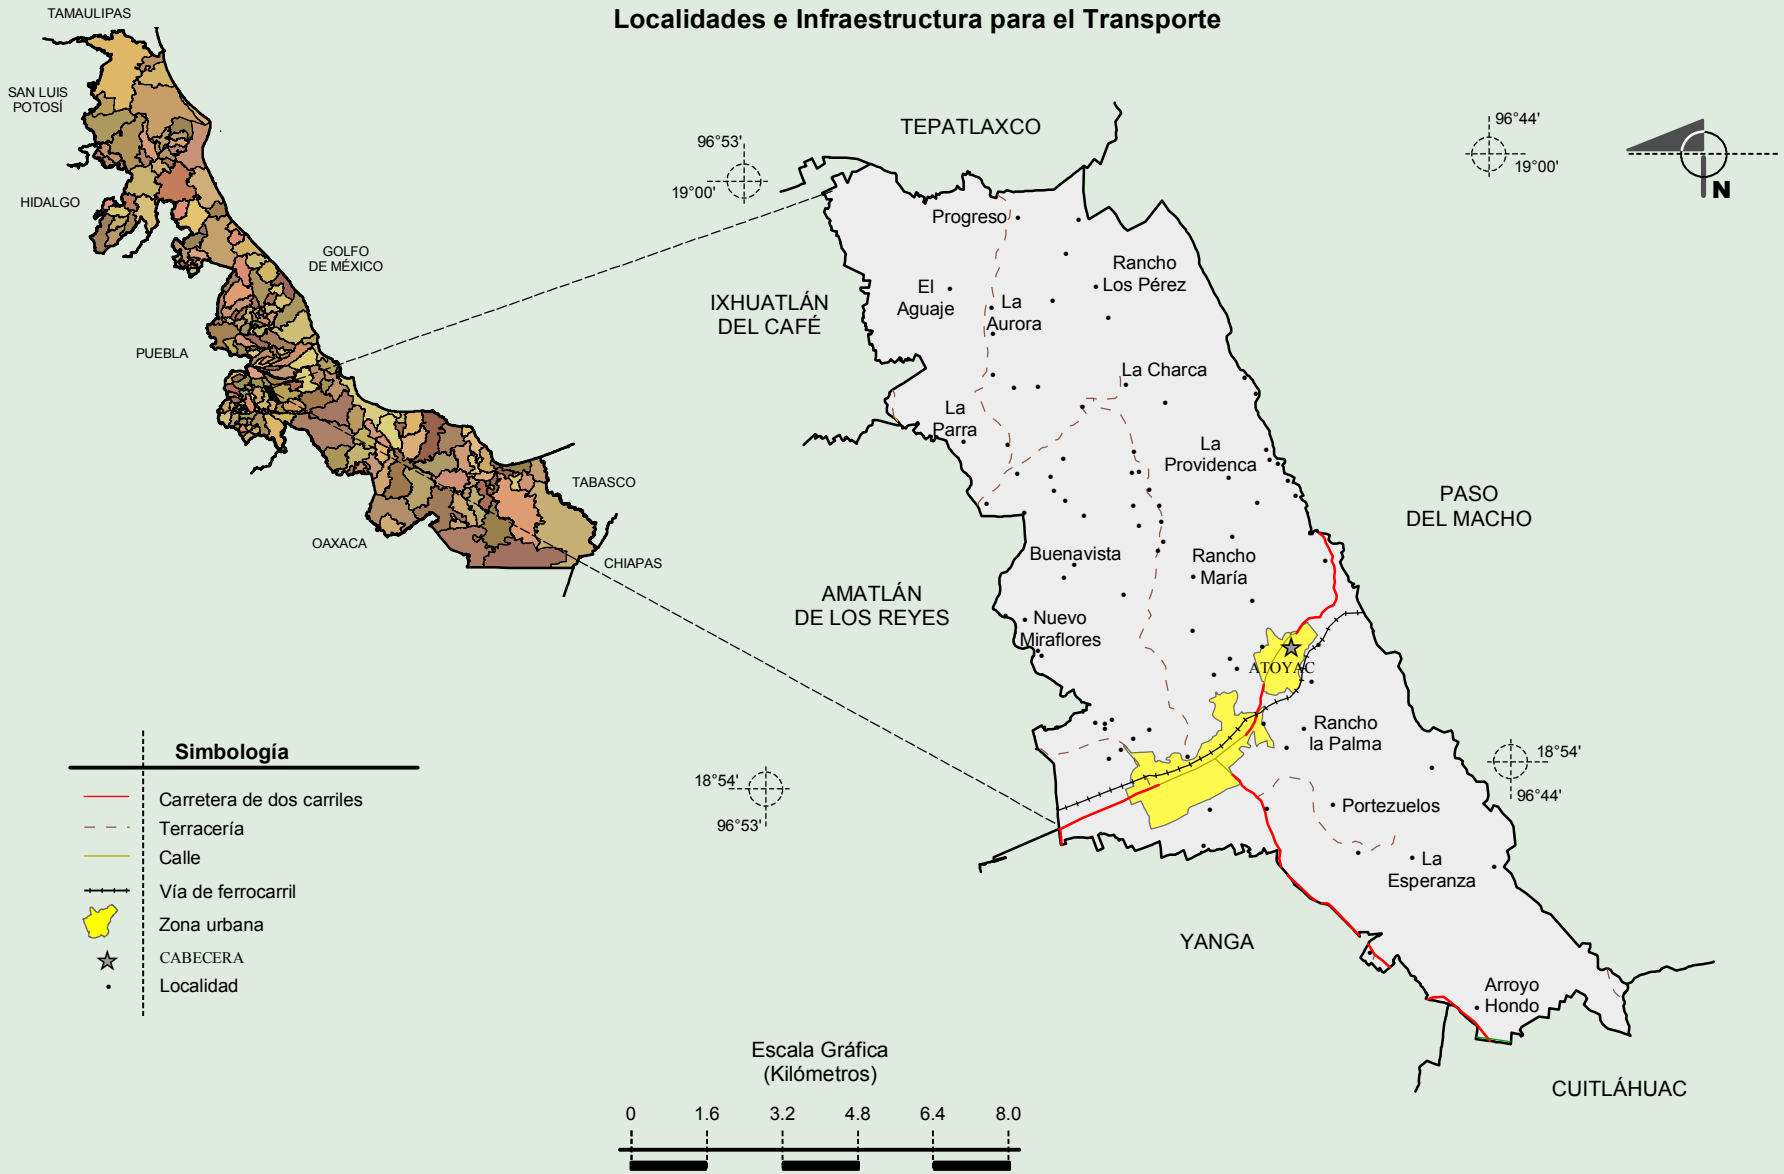 Localidades e Infraestructura para el Transporte
TAMAULIPAS
SAN LUIS
POTOSÍ
HIDALGO
GOLFO
DE MÉXICO
PUEBLA
OAXACA
TABASCO
CHIAPAS
TEPATLAXCO
96°53'
19°00'
96°44'
19°00'
N
IXHUATLÁN
DEL CAFÉ
Progreso
Rancho
Los Pérez
El
Aguaje
La
Aurora
La Charca
La
Parra
La
Providenca
PASO
DEL MACHO
Buenavista
Rancho
María
AMATLÁN
DE LOS REYES
Nuevo
Miraflores
ATOYAC
Rancho
la Palma
18°54'
96°53'
18°54'
96°44'
Portezuelos
La
Esperanza
YANGA
Arroyo
Hondo
CUITLÁHUAC
Simbología
Carretera de dos carriles
Terracería
Calle
Vía de ferrocarril
Zona urbana
CABECERA
Localidad
Escala Gráfica
(Kilómetros)
0 1.6 3.2 4.8 6.4 8.0